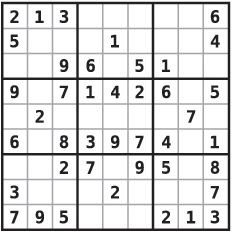 2 1 3 6
5 1 4
9 6 5 1
9 7 1 4 2 6 5
2 7
6 8 3 9 7 4 1
2 7 9 5 8
3 2 7
7 9 5 2 1 3